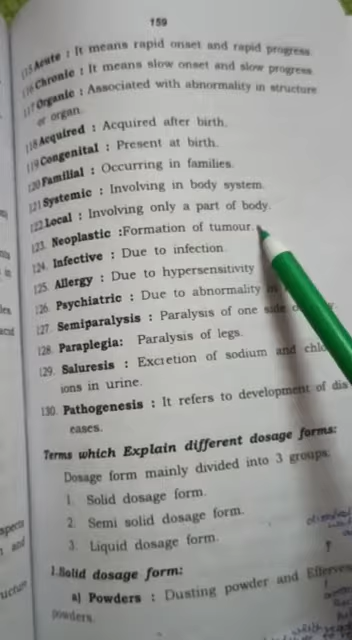 159
115 Acute : It means rapid onset and rapid progress
116 Chronic : It means slow onset and slow progress
117 Organic : Associated with abnormality in structure
or organ.
118 Acquired : Acquired after birth.
119 Congenital : Present at birth.
120 Familial : Occurring in families.
121 Systemic : Involving in body system.
122 Local : Involving only a part of body.
123. Neoplastic :Formation of tumour.
124. Infective : Due to infection.
125. Allergy : Due to hypersensitivity
126. Psychiatric : Due to abnormality
127. Semiparalysis : Paralysis of one side
128. Paraplegia: Paralysis of legs.
129. Saluresis : Excretion of sodium and chlo
ions in urine.
130. Pathogenesis : It refers to development of dis
eases.
Terms which Explain different dosage forms:
Dosage form mainly divided into 3 groups:
1. Solid dosage form.
2. Semi solid dosage form.
3. Liquid dosage form.
1.Solid dosage form:
a) Powders : Dusting powder and Efferves
powders.